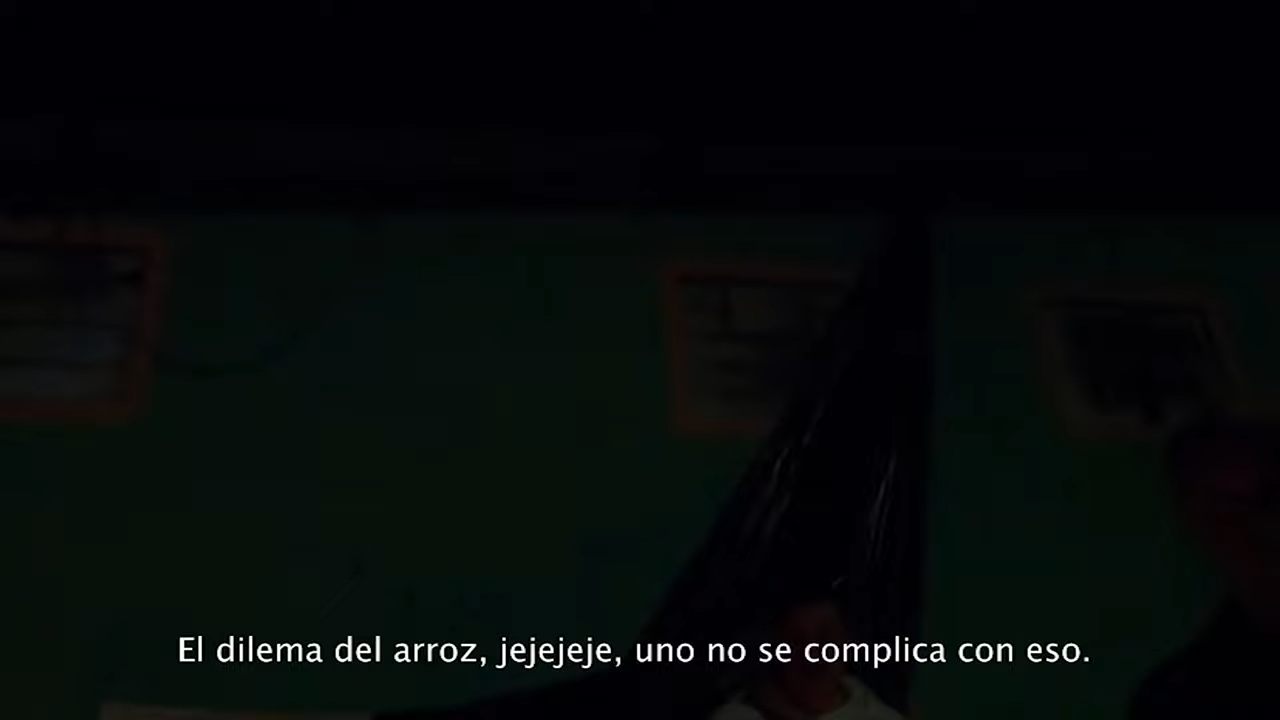 El dilema del arroz, jejejeje, uno no se complica con eso.